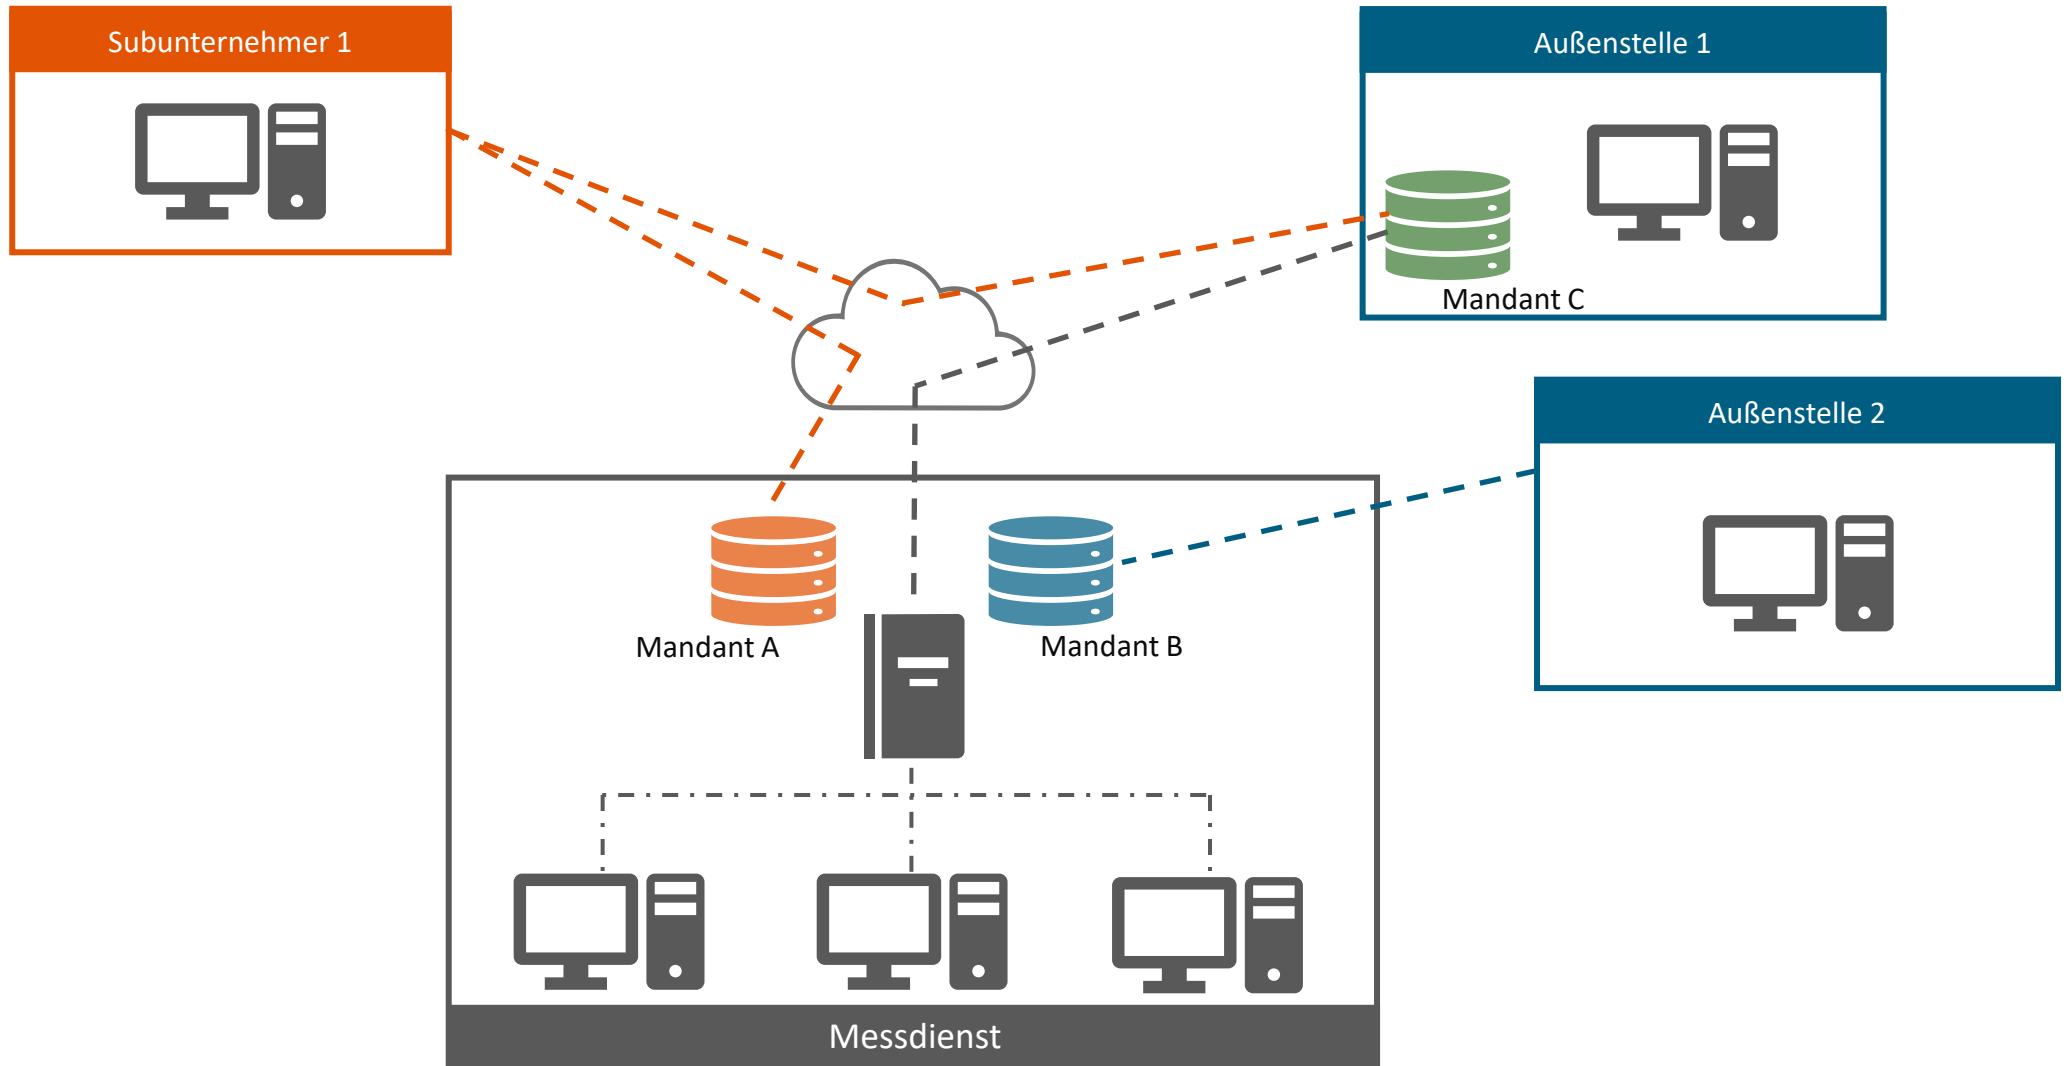 Subunternehmer 1
Außenstelle 1
Mandant C
Außenstelle 2
Mandant A
Mandant B
Messdienst